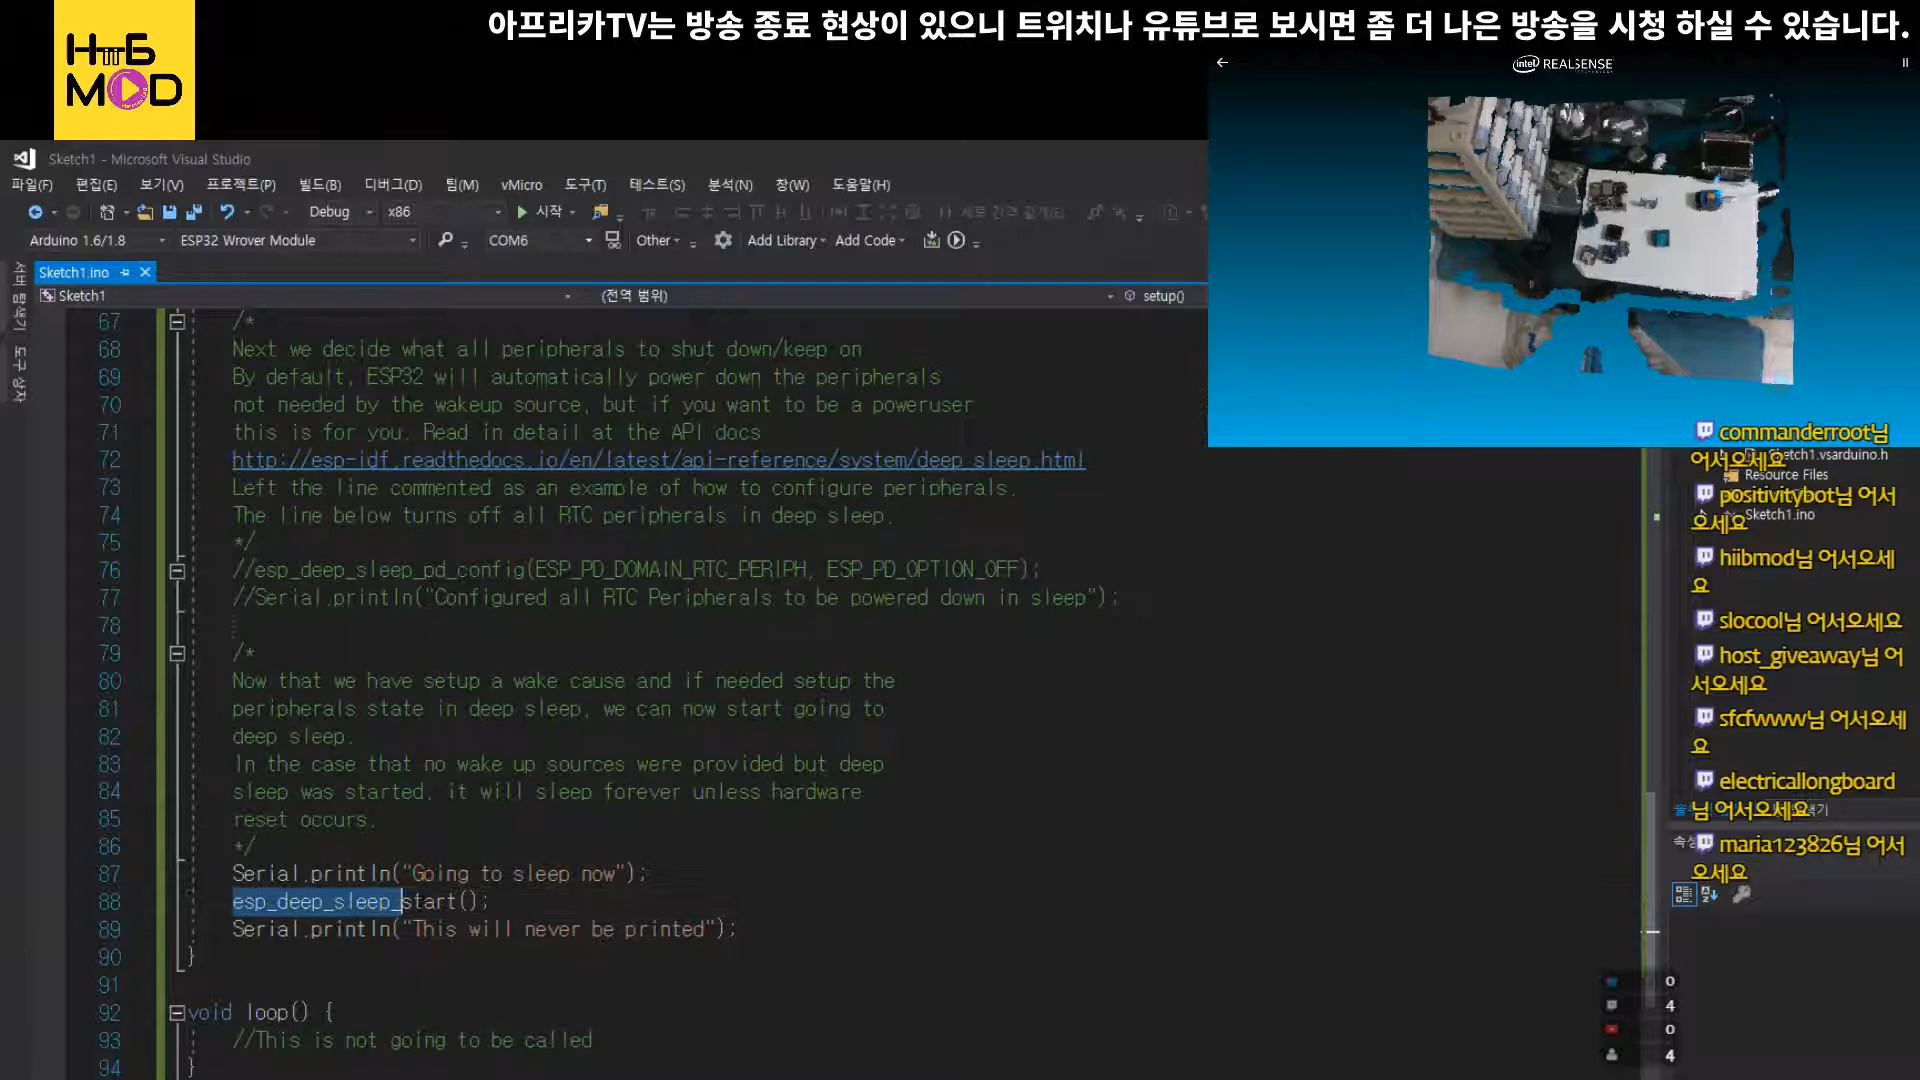 아프리카TV는 방송 종료 현상이 있으니 트위치나 유튜브로 보시면 좀 더 나은 방송을 시청 하실 수 있습니다.
HiiB
MOD
intel REALSENSE
TECHNOLOGY
Sketch1 - Microsoft Visual Studio
파일(F) 편집(E) 보기(V) 프로젝트(P) 빌드(B) 디버그(D) 팀(M) vMicro 도구(T) 테스트(S) 분석(N) 창(W) 도움말(H)
Debug x86 시작
Arduino 1.6/1.8 ESP32 Wrover Module COM6 Other Add Library Add Code
서버 탐색기 도구 상자
Sketch1.ino
Sketch1 (전역 범위) setup()
67 /*
68 Next we decide what all peripherals to shut down/keep on
69 By default, ESP32 will automatically power down the peripherals
70 not needed by the wakeup source, but if you want to be a poweruser
71 this is for you. Read in detail at the API docs
72 http://esp-idf.readthedocs.io/en/latest/api-reference/system/deep_sleep.html
73 Left the line commented as an example of how to configure peripherals.
74 The line below turns off all RTC peripherals in deep sleep.
75 */
76 //esp_deep_sleep_pd_config(ESP_PD_DOMAIN_RTC_PERIPH, ESP_PD_OPTION_OFF);
77 //Serial.println("Configured all RTC Peripherals to be powered down in sleep");
78
79 /*
80 Now that we have setup a wake cause and if needed setup the
81 peripherals state in deep sleep, we can now start going to
82 deep sleep.
83 In the case that no wake up sources were provided but deep
84 sleep was started, it will sleep forever unless hardware
85 reset occurs.
86 */
87 Serial.println("Going to sleep now");
88 esp_deep_sleep_start();
89 Serial.println("This will never be printed");
90 }
91
92 void loop() {
93 //This is not going to be called
94 }
commanderroot님
어서오세요
Sketch1.vsarduino.h
Resource Files
positivitybot님 어서
오세요
Sketch1.ino
hiibmod님 어서오세
요
slocool님 어서오세요
host_giveaway님 어
서오세요
sfcfwww님 어서오세
요
electricallongboard
님 어서오세요
maria123826님 어서
오세요
0
4
0
4